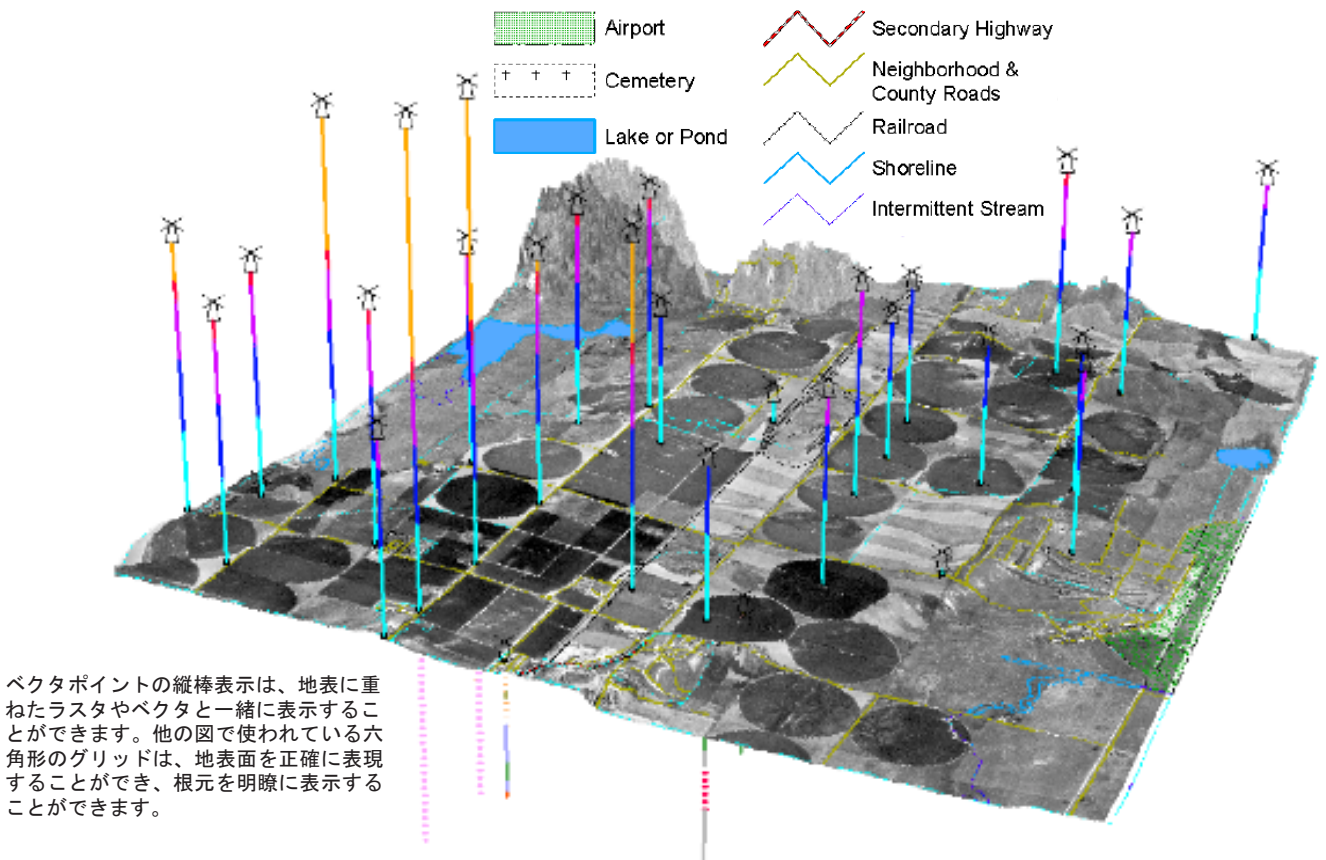 Airport
Cemetery
Lake or Pond
Secondary Highway
Neighborhood &
County Roads
Railroad
Shoreline
Intermittent Stream
ベクタポイントの縦棒表示は、地表に重
ねたラスタやベクタと一緒に表示するこ
とができます。他の図で使われている六
角形のグリッドは、地表面を正確に表現
することができ、根元を明瞭に表示する
ことができます。